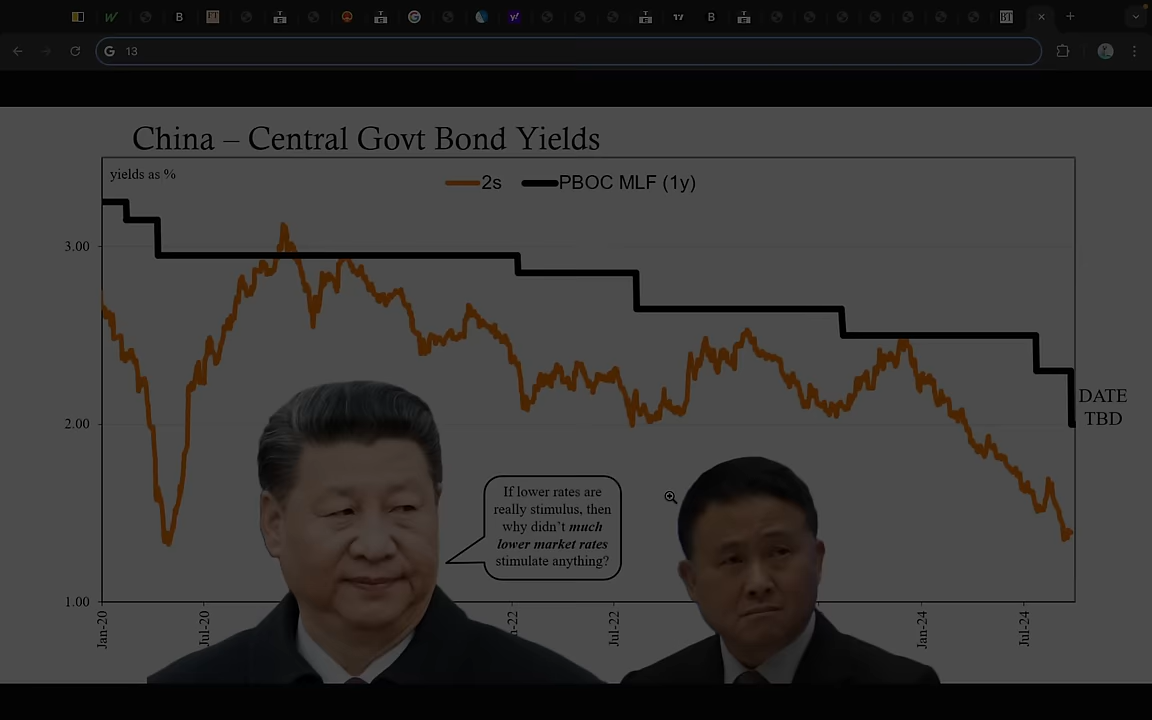 13
China – Central Govt Bond Yields
yields as %
2s
PBOC MLF (1y)
3.00
2.00
1.00
DATE
TBD
If lower rates are
really stimulus, then
why didn’t much
lower market rates
stimulate anything?
Jan-20
Jul-20
n-22
Jul-22
Jan-24
Jul-24